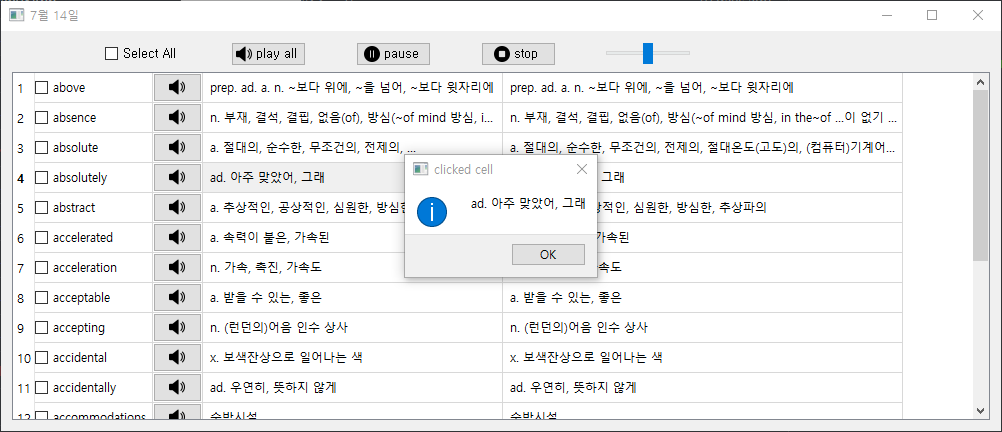 7월 14일
Select All play all pause stop
1 above prep. ad. a. n. ~보다 위에, ~을 넘어, ~보다 윗자리에 prep. ad. a. n. ~보다 위에, ~을 넘어, ~보다 윗자리에
2 absence n. 부재, 결석, 결핍, 없음(of), 방심(~of mind 방심, i... n. 부재, 결석, 결핍, 없음(of), 방심(~of mind 방심, in the~of ...이 없기 ...
3 absolute a. 절대의, 순수한, 무조건의, 전제의, ... a. 절대의, 순수한, 무조건의, 전제의, 절대온도(고도)의, (컴퓨터)기계어...
4 absolutely ad. 아주 맞았어, 그래 그래
5 abstract a. 추상적인, 공상적인, 심원한, 방심한 상적인, 심원한, 방심한, 추상파의
6 accelerated a. 속력이 붙은, 가속된 가속된
7 acceleration n. 가속, 촉진, 가속도 속도
8 acceptable a. 받을 수 있는, 좋은 a. 받을 수 있는, 좋은
9 accepting n. (런던의)어음 인수 상사 n. (런던의)어음 인수 상사
10 accidental x. 보색잔상으로 일어나는 색 x. 보색잔상으로 일어나는 색
11 accidentally ad. 우연히, 뜻하지 않게 ad. 우연히, 뜻하지 않게
12 accommodations 숙박시설 숙박시설
clicked cell
ad. 아주 맞았어, 그래
OK